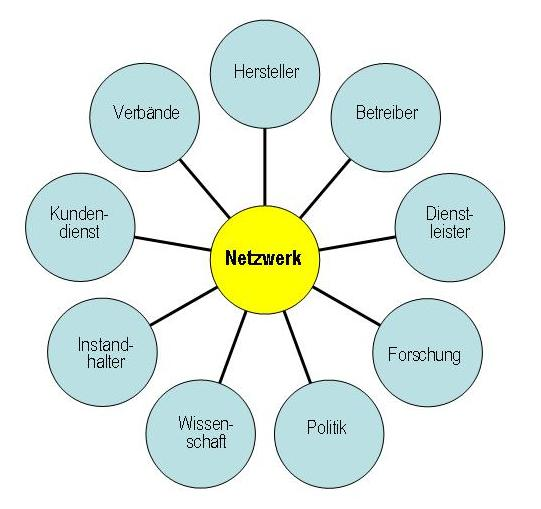 Hersteller
Betreiber
Dienst-
leister
Forschung
Politik
Wissen-
schaft
Instand-
halter
Kunden-
dienst
Verbände
Netzwerk